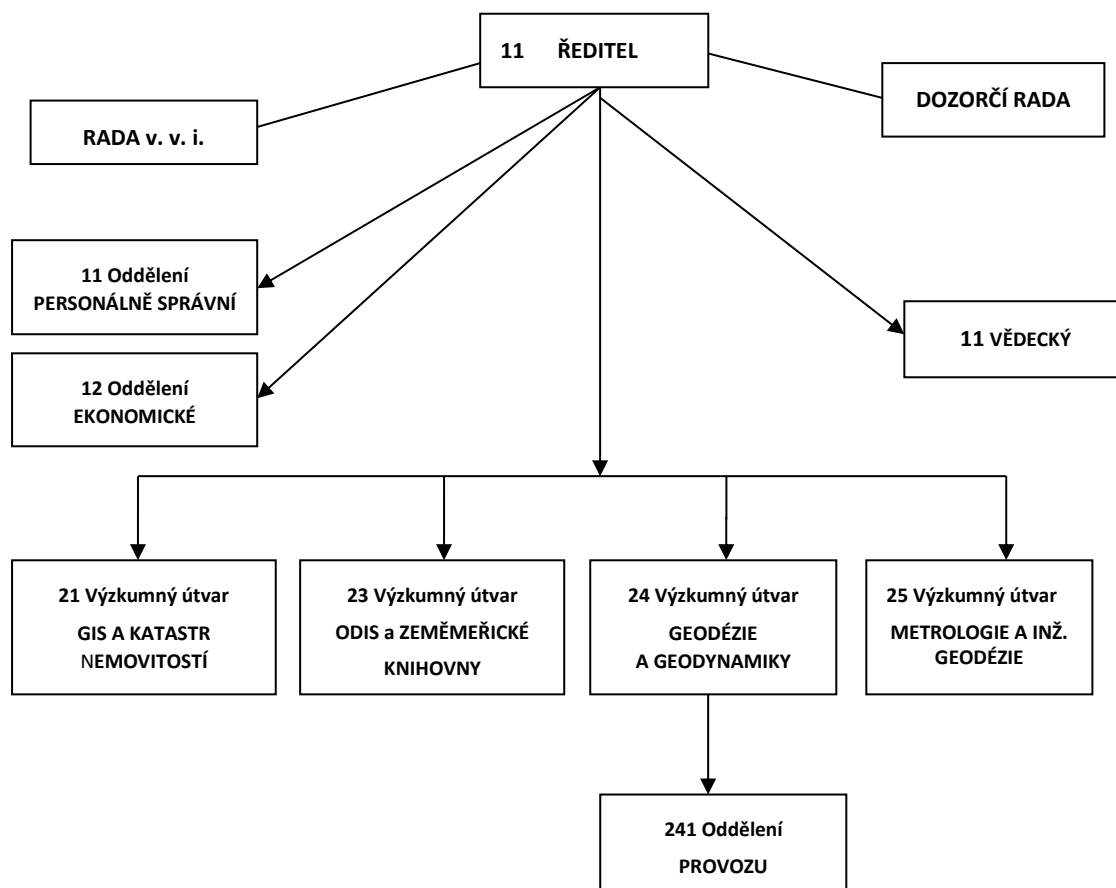 11 ŘEDITEL
DOZORČÍ RADA
RADA v. v. i.
11 Oddělení
PERSONÁLNĚ SPRÁVNÍ
11 VĚDECKÝ
12 Oddělení
EKONOMICKÉ
21 Výzkumný útvar
GIS A KATASTR
NEMOVITOSTÍ
23 Výzkumný útvar
ODIS a ZEMĚMEŘICKÉ
KNIHOVNY
24 Výzkumný útvar
GEODÉZIE
A GEODYNAMIKY
25 Výzkumný útvar
METROLOGIE A INŽ.
GEODÉZIE
241 Oddělení
PROVOZU